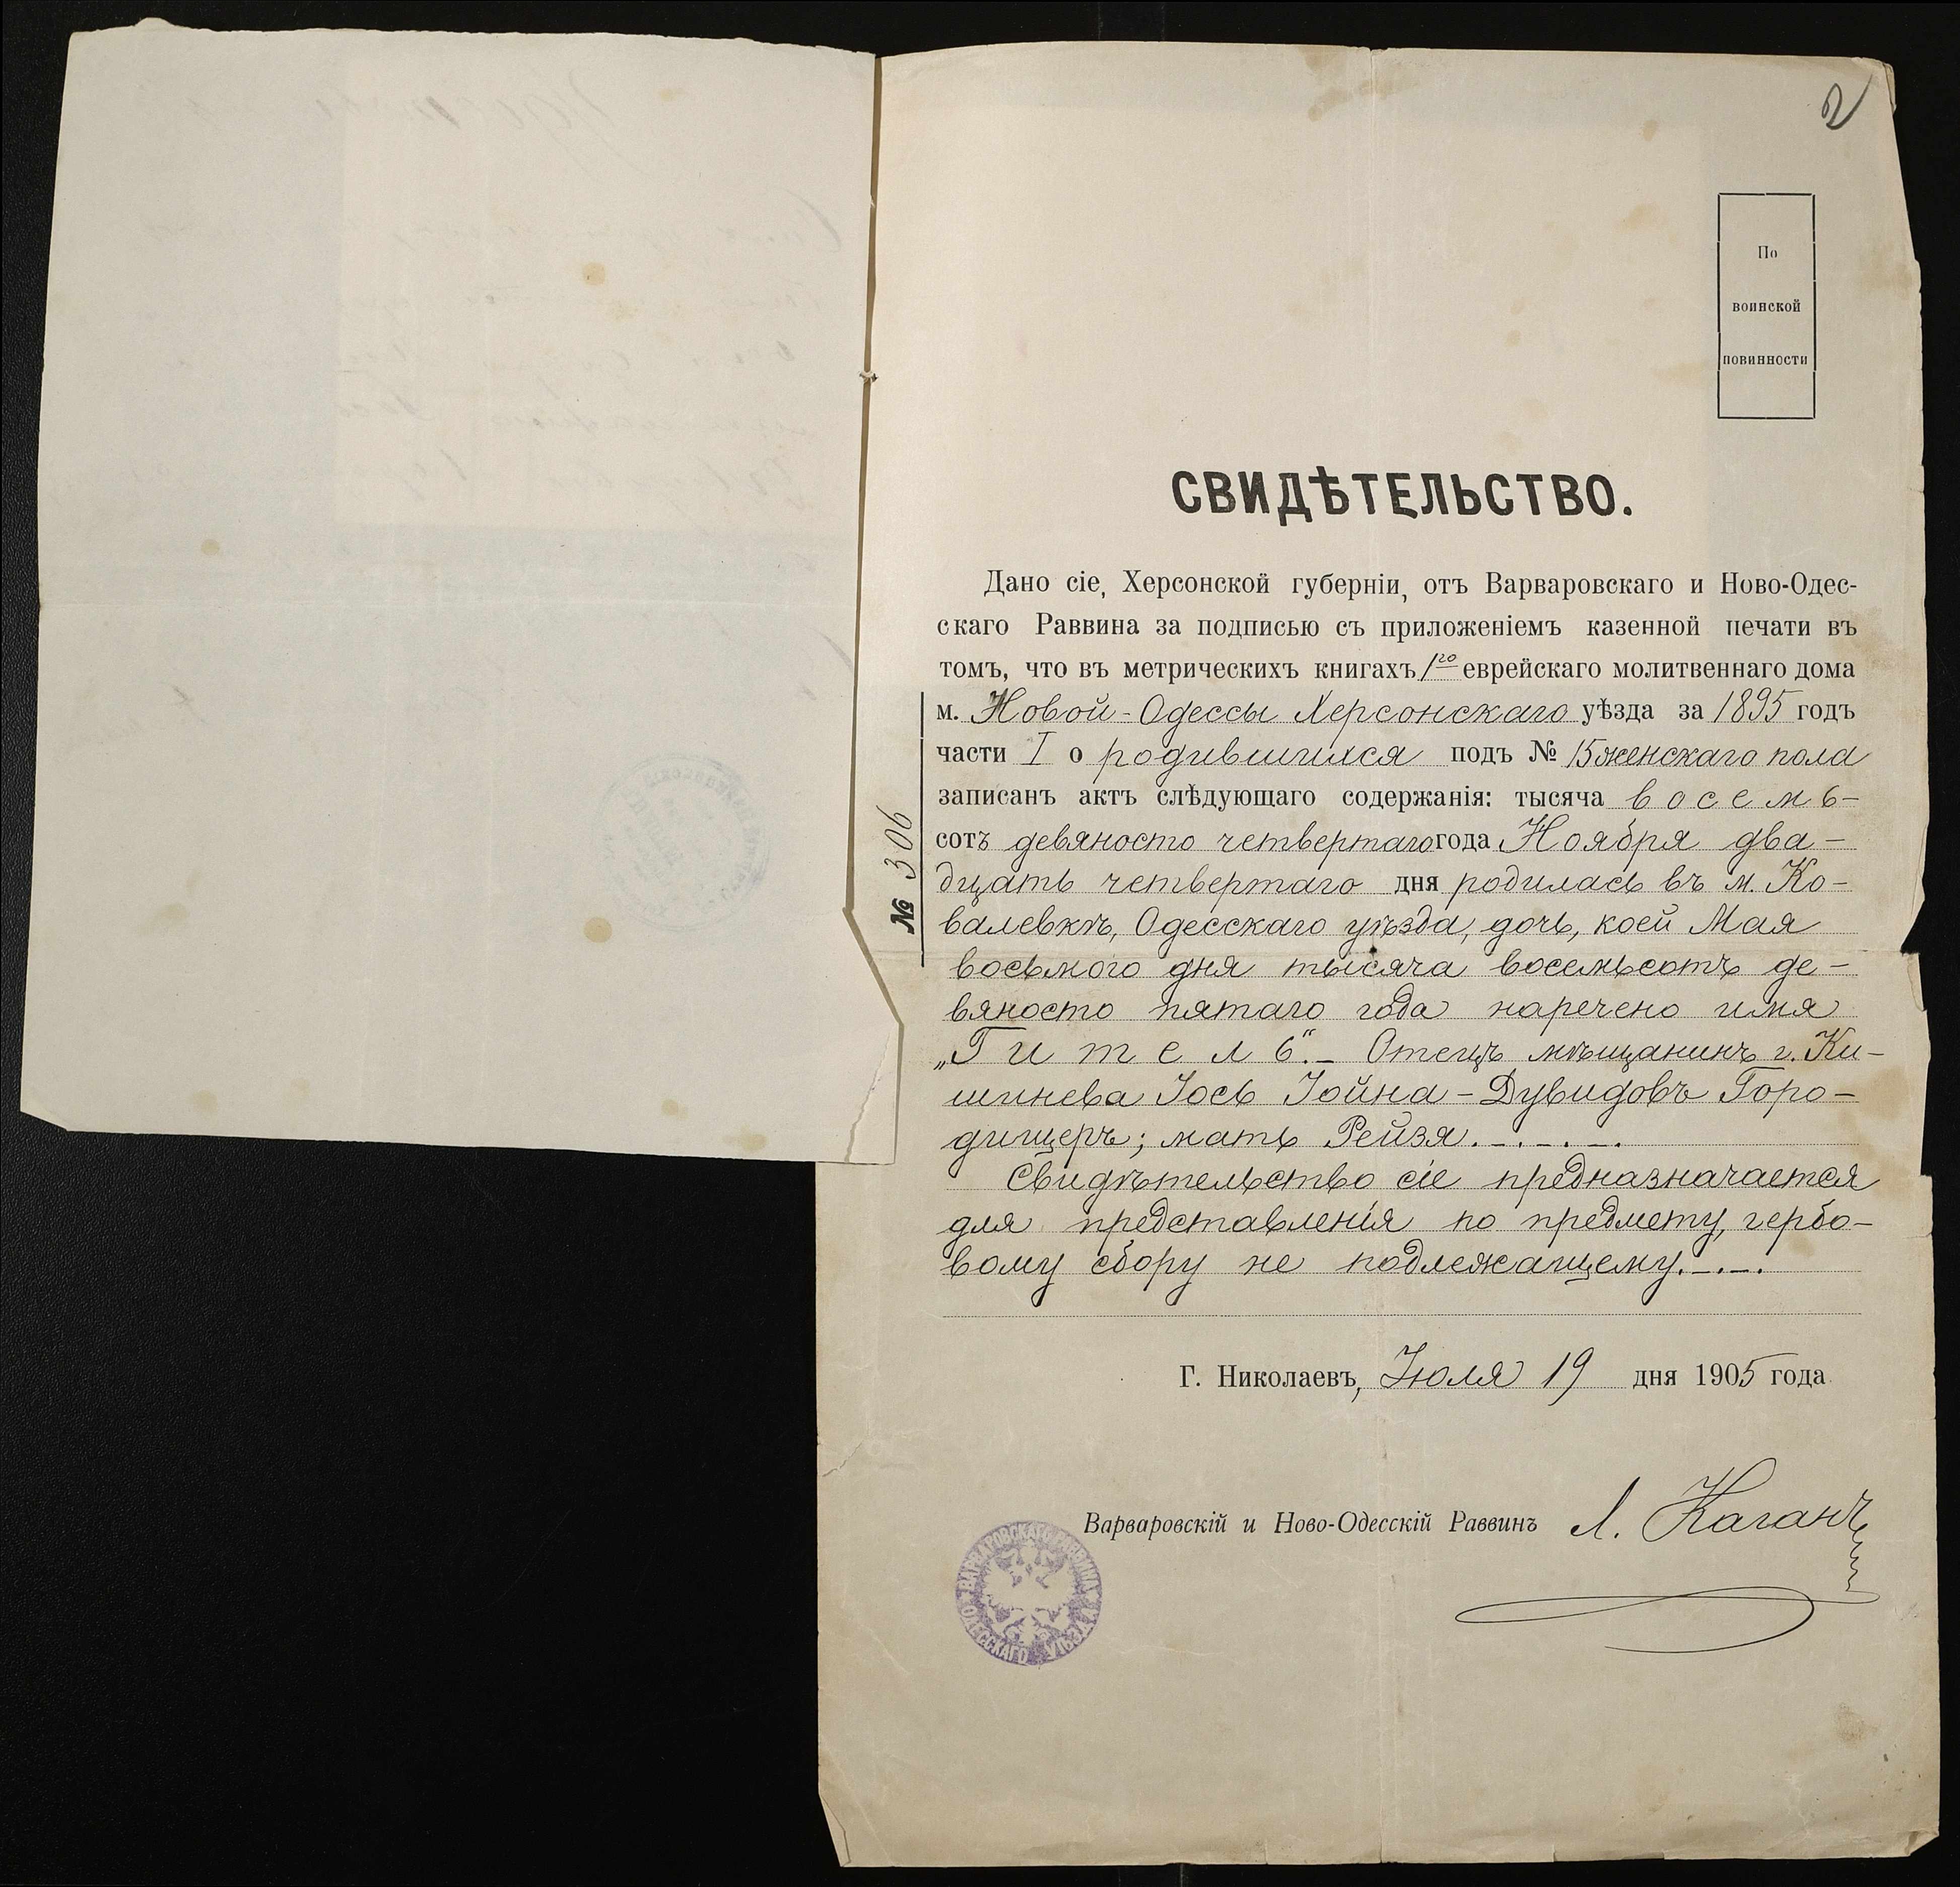 2
По
воинской
повинности
СВИДѢТЕЛЬСТВО.
Дано сіе, Херсонской губерніи, отъ Варваровскаго и Ново-Одес-
скаго Раввина за подписью съ приложеніемъ казенной печати въ
томъ, что въ метрическихъ книгахъ 1го еврейскаго молитвеннаго дома
м. Новой-Одессы Херсонскаго уѣзда за 1895 годъ
части I о родившихся подъ № 15 женскаго пола
записанъ актъ слѣдующаго содержанія: тысяча восемь-
сотъ девяносто четвертаго года Ноября два-
дцать четвертаго дня родилась въ м. Ко-
валевкѣ, Одесскаго уѣзда, дочь, коей Мая
восьмого дня тысяча восемьсотъ де-
вяносто пятаго года наречено имя
„Гитель“.- Отецъ мѣщанинъ г. Ки-
шинева Іось Іойна-Дувидовъ Горо-
дищеръ; мать Рейзя.-.-.-.
Свидѣтельство сіе предназначается
для представленія по предмету, гербо-
вому сбору не подлежащему.-.-.
№ 306
Г. Николаевъ, Іюля 19 дня 1905 года
Варваровскій и Ново-Одесскій Раввинъ Л. Каганъ
ВАРВАРОВСКАГО РАВВИНА
ОДЕССКАГО УѢЗДА